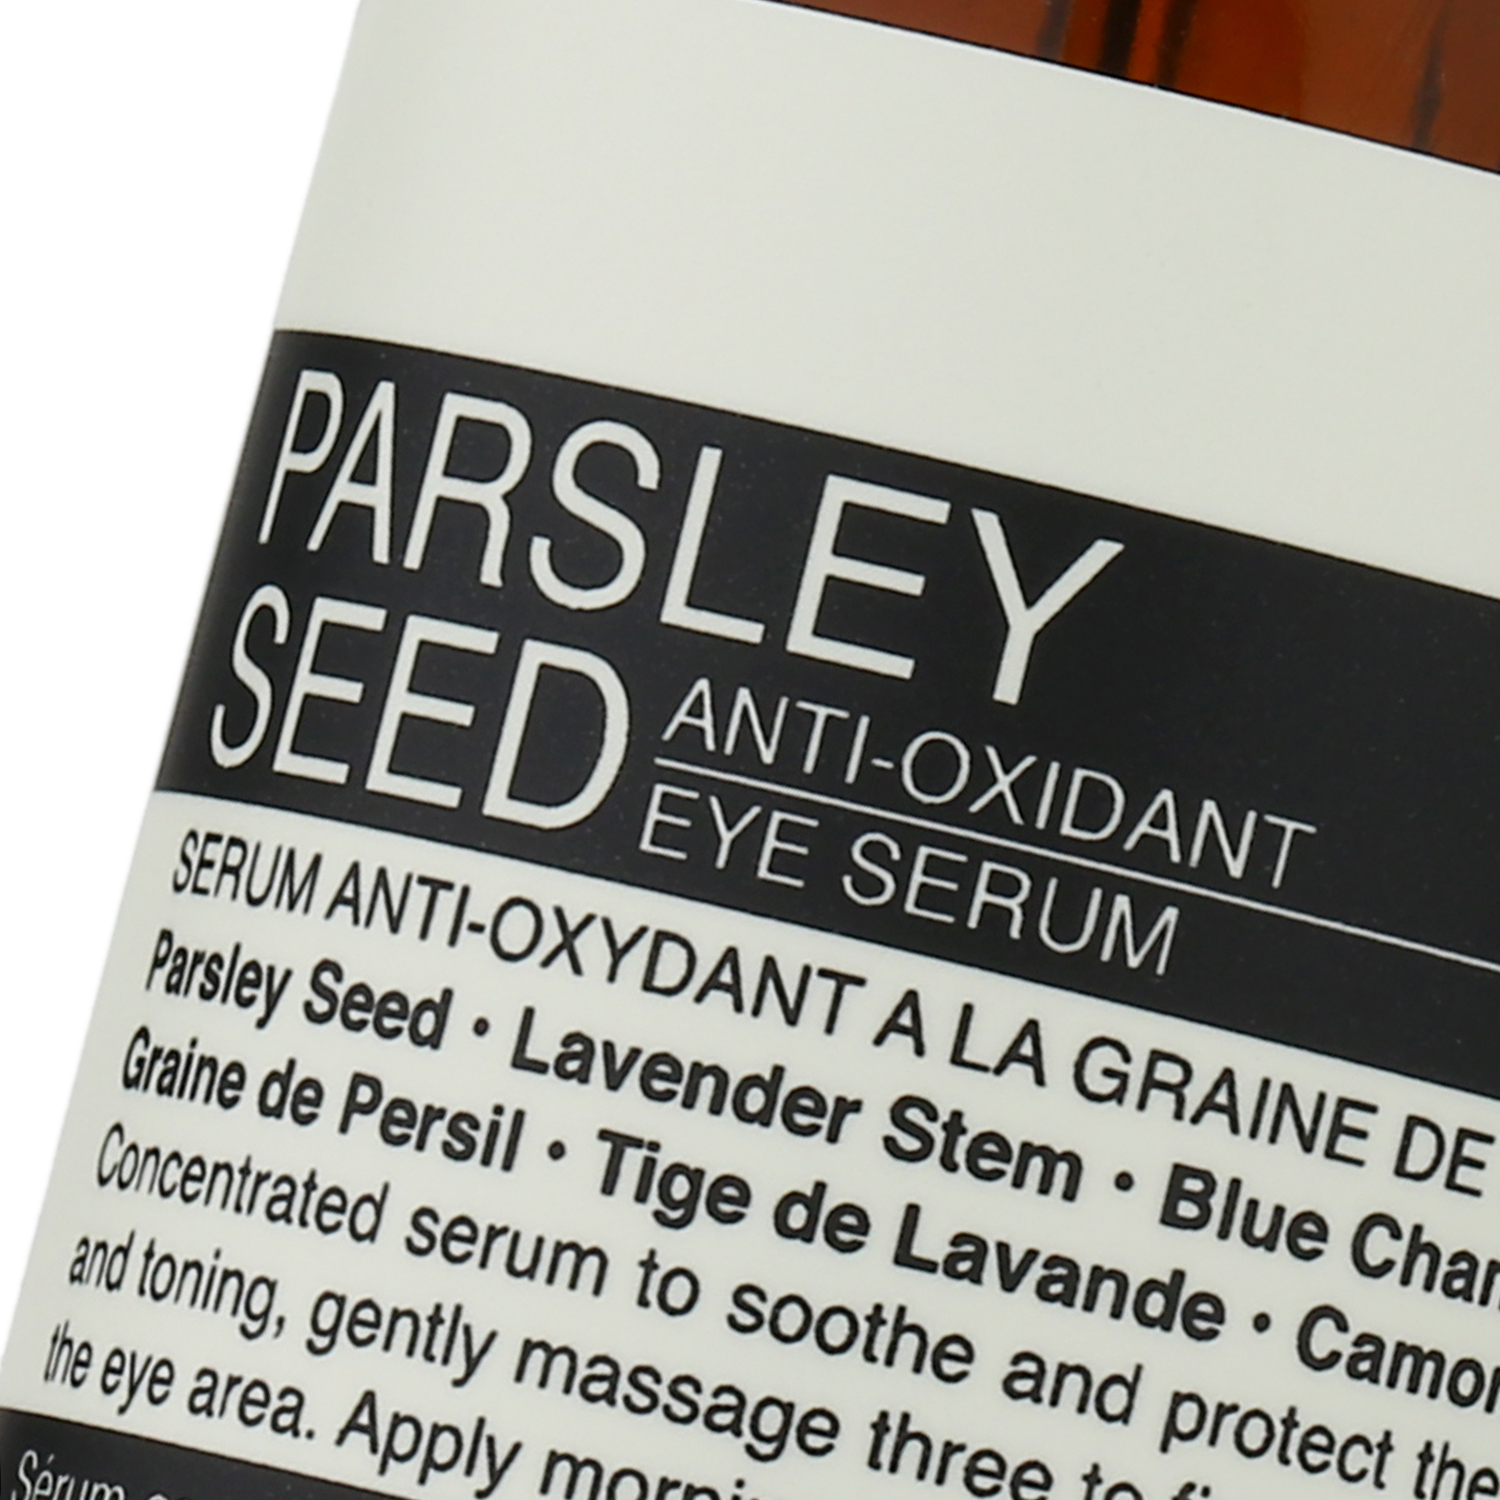 PARSLEY
SEED
ANTI-OXIDANT
EYE SERUM
SERUM ANTI-OXYDANT A LA GRAINE DE
Parsley Seed • Lavender Stem • Blue
Graine de Persil • Tige de Lavande •
Concentrated serum to soothe and protect the
and toning, gently massage three to
the eye area. Apply
Sérum